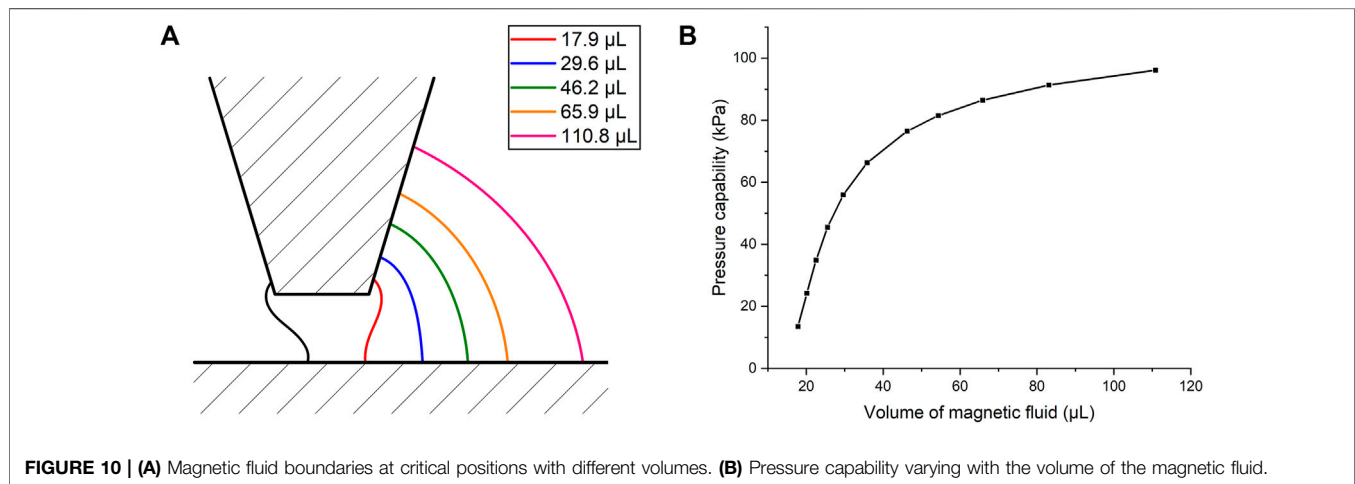 A
17.9 µL
29.6 µL
46.2 µL
65.9 µL
110.8 µL
B
Pressure capability (kPa)
100
80
60
40
20
0
20 40 60 80 100 120
Volume of magnetic fluid (µL)
FIGURE 10 | (A) Magnetic fluid boundaries at critical positions with different volumes. (B) Pressure capability varying with the volume of the magnetic fluid.